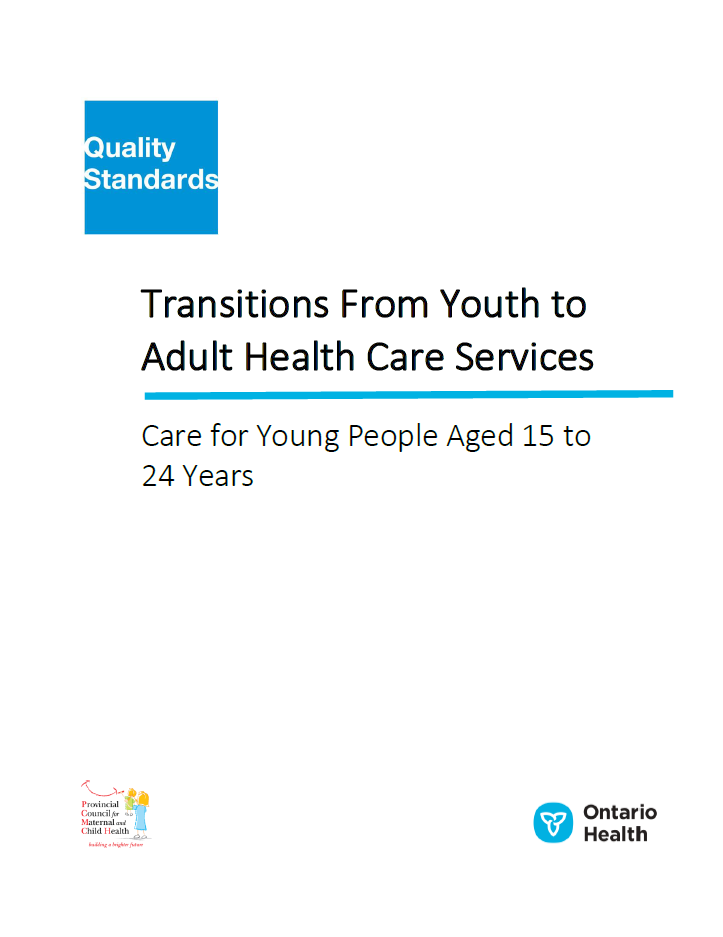 Quality
Standards
Transitions From Youth to
Adult Health Care Services
Care for Young People Aged 15 to
24 Years
Provincial
Council for
Maternal and
Child Health
building a brighter future
Ontario
Health